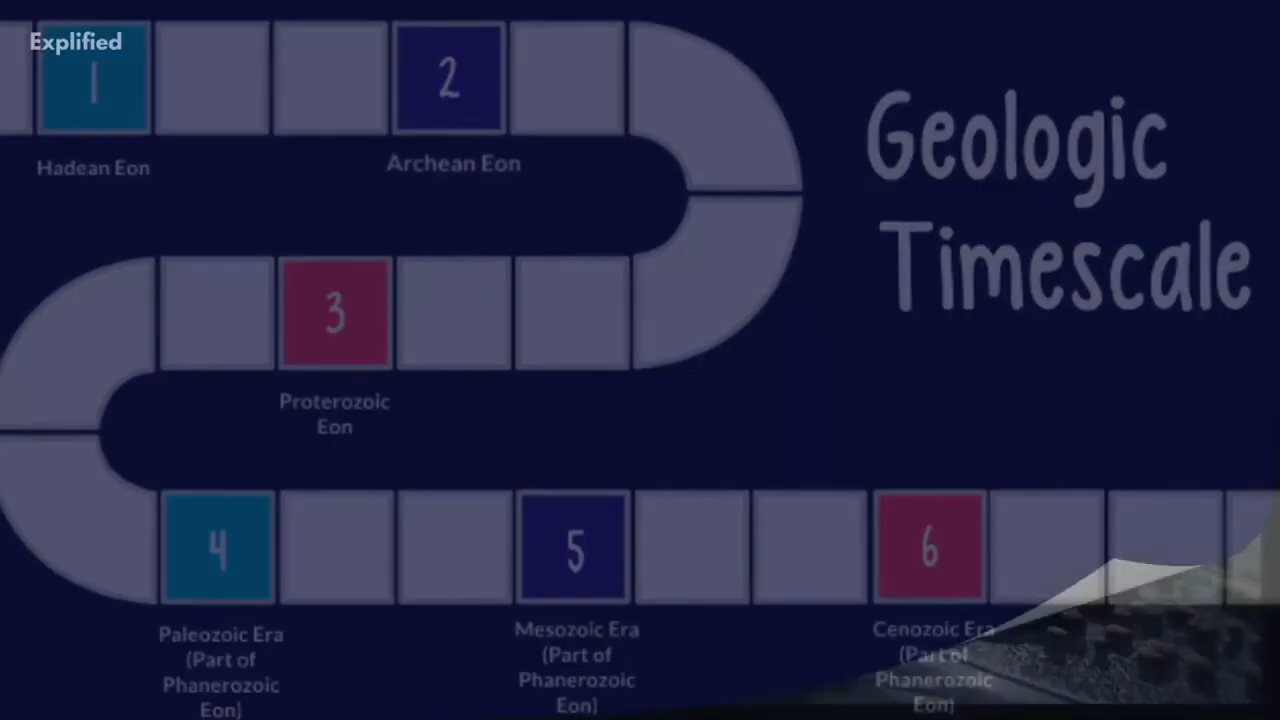 Explified
1
2
Hadean Eon
Archean Eon
Geologic
Timescale
3
Proterozoic
Eon
4
5
6
Paleozoic Era
(Part of
Phanerozoic
Eon)
Mesozoic Era
(Part of
Phanerozoic
Eon)
Cenozoic Era
(Part of
Phanerozoic
Eon)